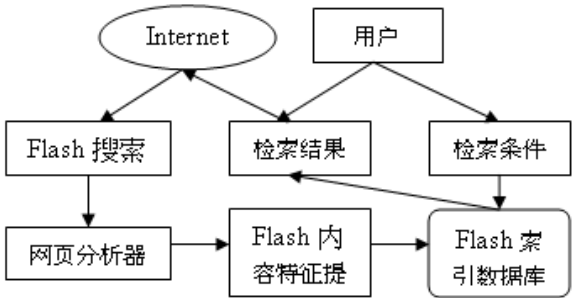 Internet
用户
Flash 搜索
检索结果
检索条件
网页分析器
Flash 内
容特征提
Flash 索
引数据库